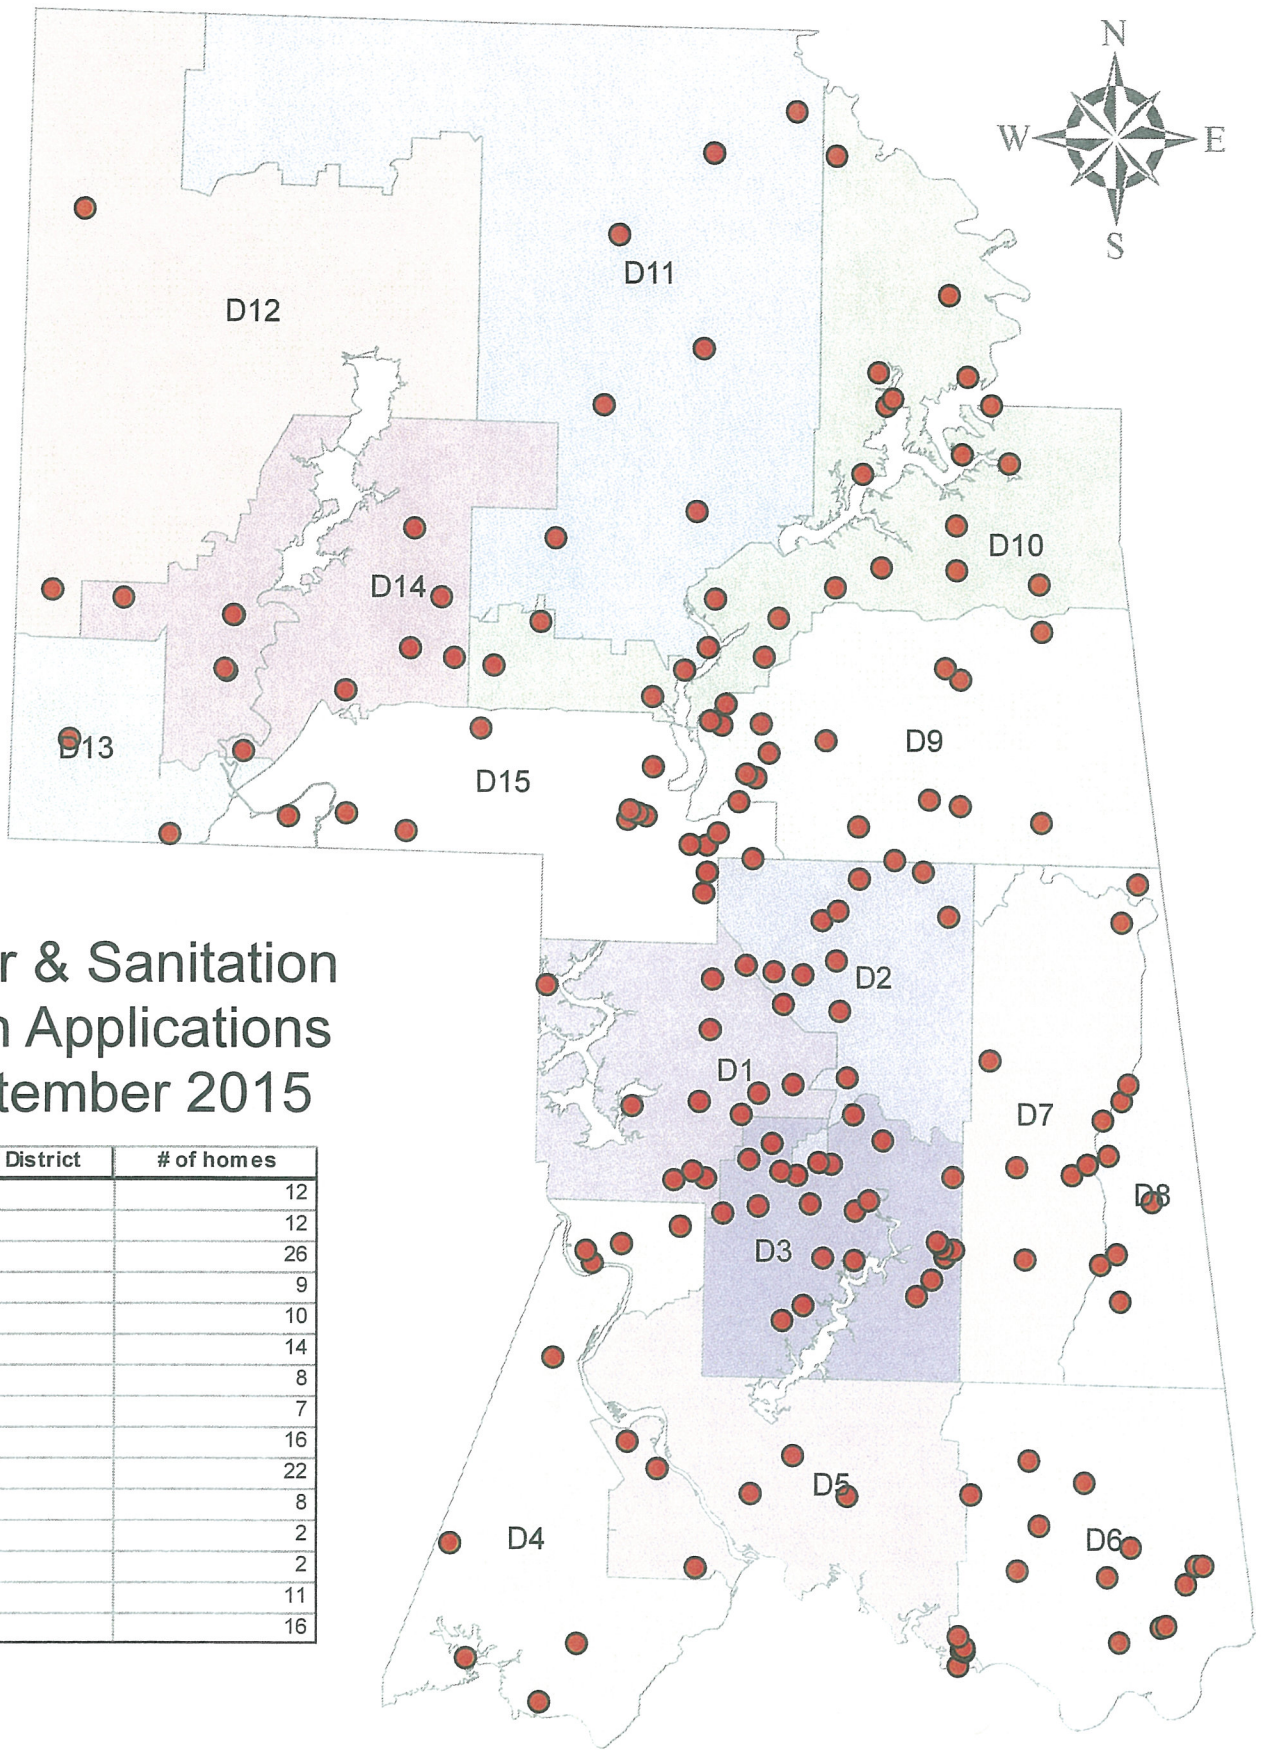 N
W E
S
D11
D12
D10
D14
D13
D9
D15
r & Sanitation
n Applications
tember 2015
D2
D1
D7
District # of homes
12
12
26
9
10
14
8
7
16
22
8
2
2
11
16
D8
D3
D5
D4
D6